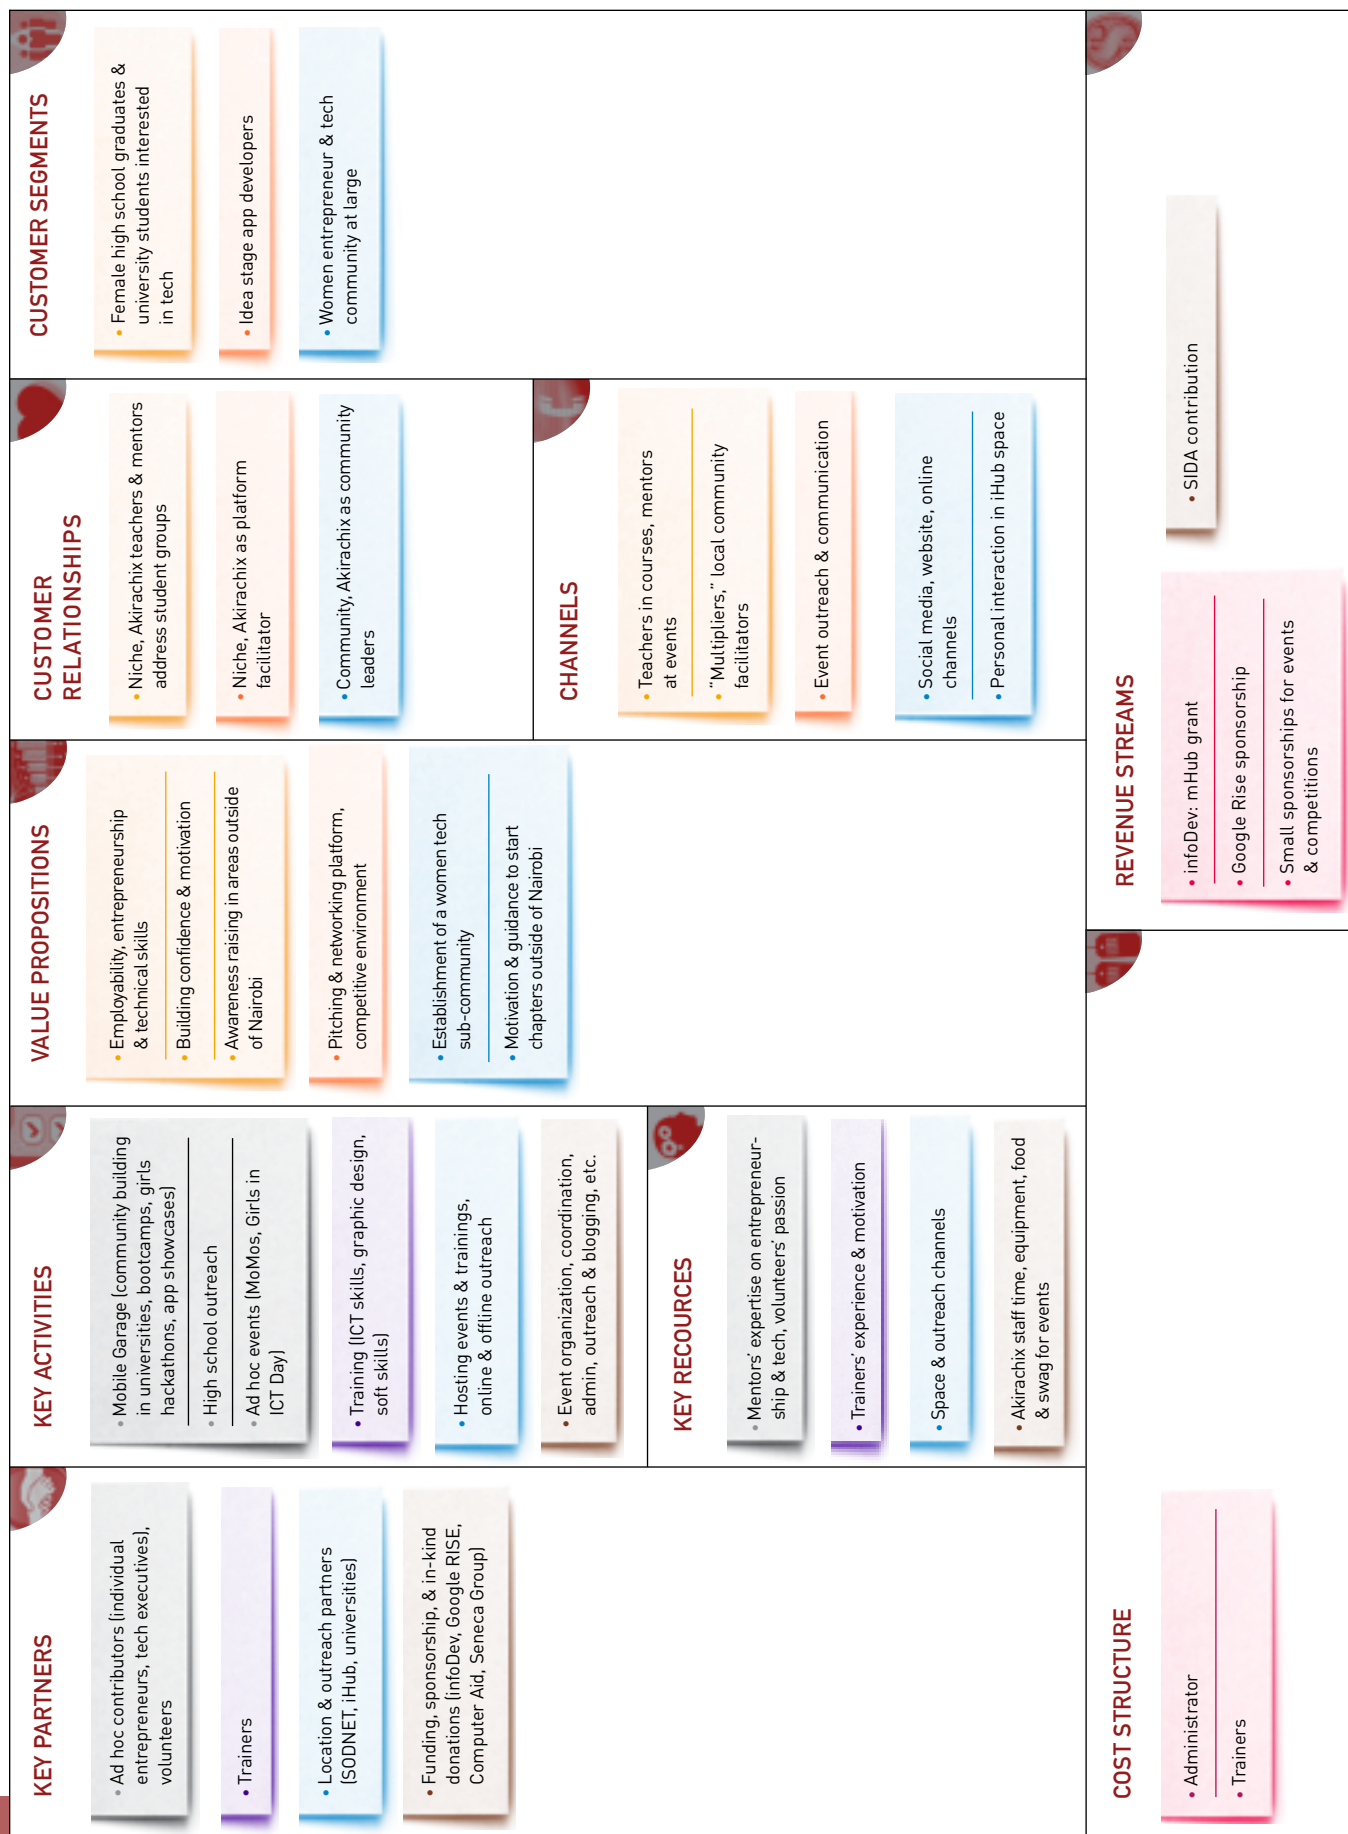 KEY PARTNERS
• Ad hoc contributors (individual
entrepreneurs, tech executives),
volunteers
• Trainers
• Location & outreach partners
(SODNET, iHub, universities)
• Funding, sponsorship, & in-kind
donations (infoDev, Google RISE,
Computer Aid, Seneca Group)
KEY ACTIVITIES
• Mobile Garage (community building
in universities, bootcamps, girls
hackathons, app showcases)
• High school outreach
• Ad hoc events (MoMos, Girls in
ICT Day)
• Training (ICT skills, graphic design,
soft skills)
• Hosting events & trainings,
online & offline outreach
• Event organization, coordination,
admin, outreach & blogging, etc.
KEY RECOURCES
• Mentors’ expertise on entrepreneur-
ship & tech, volunteers’ passion
• Trainers’ experience & motivation
• Space & outreach channels
• Akirachix staff time, equipment, food
& swag for events
VALUE PROPOSITIONS
• Employability, entrepreneurship
& technical skills
• Building confidence & motivation
• Awareness raising in areas outside
of Nairobi
• Pitching & networking platform,
competitive environment
• Establishment of a women tech
sub-community
• Motivation & guidance to start
chapters outside of Nairobi
CUSTOMER
RELATIONSHIPS
• Niche, Akirachix teachers & mentors
address student groups
• Niche, Akirachix as platform
facilitator
• Community, Akirachix as community
leaders
CHANNELS
• Teachers in courses, mentors
at events
• “Multipliers,” local community
facilitators
• Event outreach & communication
• Social media, website, online
channels
• Personal interaction in iHub space
CUSTOMER SEGMENTS
• Female high school graduates &
university students interested
in tech
• Idea stage app developers
• Women entrepreneur & tech
community at large
COST STRUCTURE
• Administrator
• Trainers
REVENUE STREAMS
• infoDev: mHub grant
• Google Rise sponsorship
• Small sponsorships for events
& competitions
• SIDA contribution